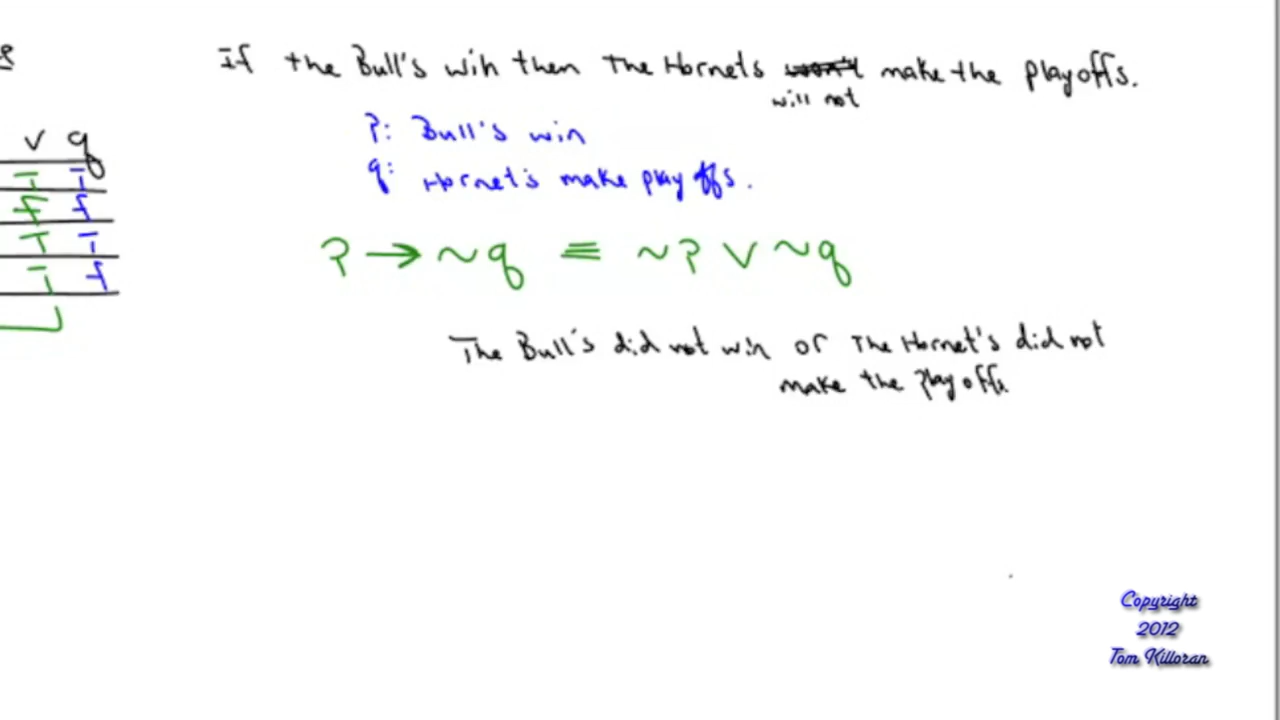 If the Bull's win then the Hornets won't make the playoffs.
will not
p: Bull's win
q: Hornet's make playoffs.
v q
T T
f f
T T
T f
p → ~q ≡ ~p ∨ ~q
The Bull's did not win or The Hornet's did not
make the playoffs.
Copyright
2012
Tom Killoran